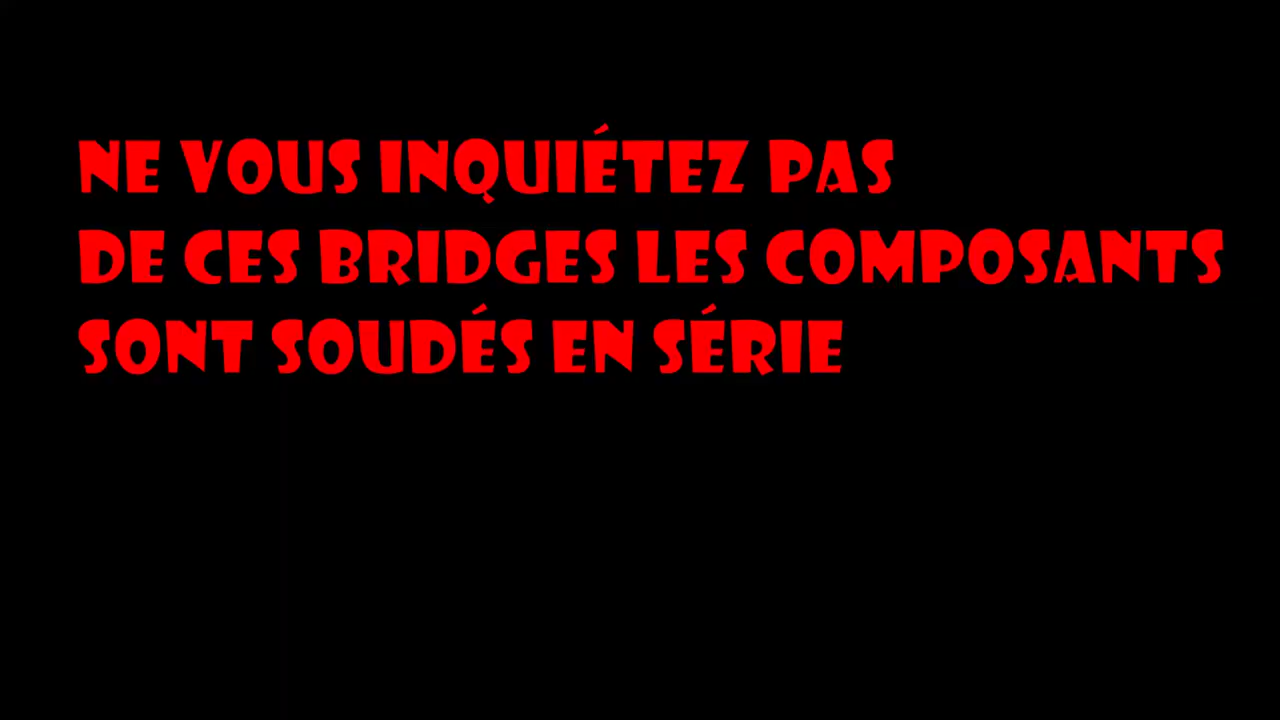 NE VOUS INQUIÉTEZ PAS
DE CES BRIDGES LES COMPOSANTS
SONT SOUDÉS EN SÉRIE